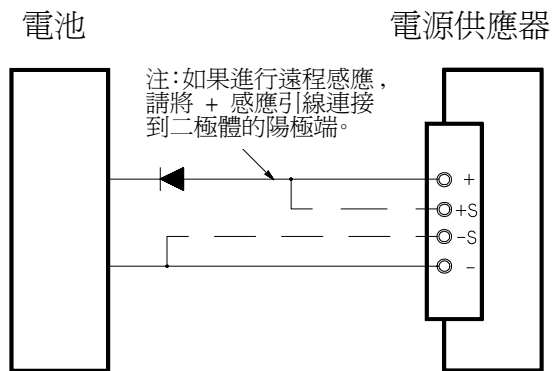 電池
電源供應器
注:如果進行遠程感應,
請將 + 感應引線連接
到二極體的陽極端。
+
+S
-S
-